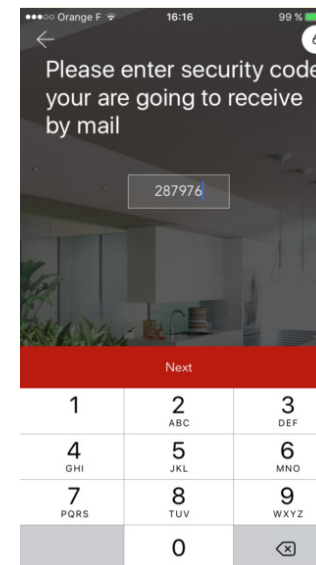 Orange F 16:16 99 %
Please enter security code
your are going to receive
by mail
287976
Next
1 2 3
ABC DEF
4 5 6
GHI JKL MNO
7 8 9
PQRS TUV WXYZ
0